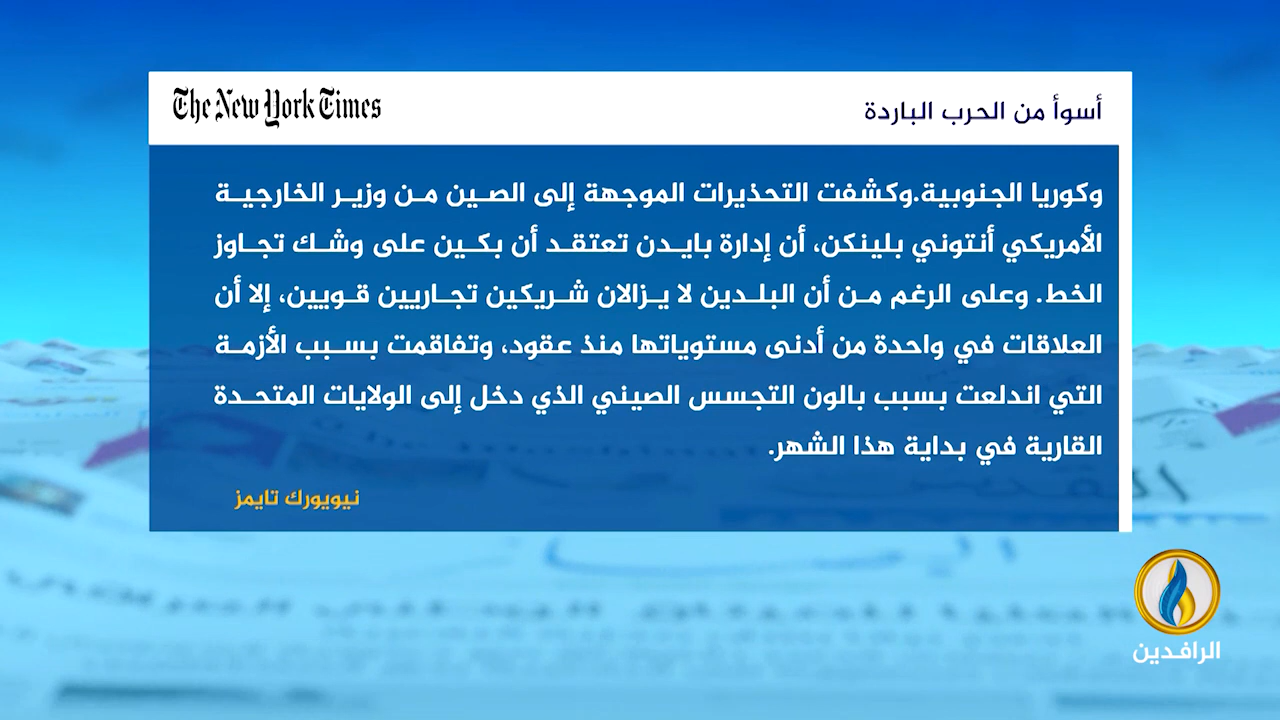 The New York Times
أسوأ من الحرب الباردة
وكوريا الجنوبية.وكشفت التحذيرات الموجهة إلى الصين من وزير الخارجية
الأمريكي أنتوني بلينكن، أن إدارة بايدن تعتقد أن بكين على وشك تجاوز
الخط. وعلى الرغم من أن البلدين لا يزالان شريكين تجاريين قويين، إلا أن
العلاقات في واحدة من أدنى مستوياتها منذ عقود، وتفاقمت بسبب الأزمة
التي اندلعت بسبب بالون التجسس الصيني الذي دخل إلى الولايات المتحدة
القارية في بداية هذا الشهر.
نيويورك تايمز
الرافدين